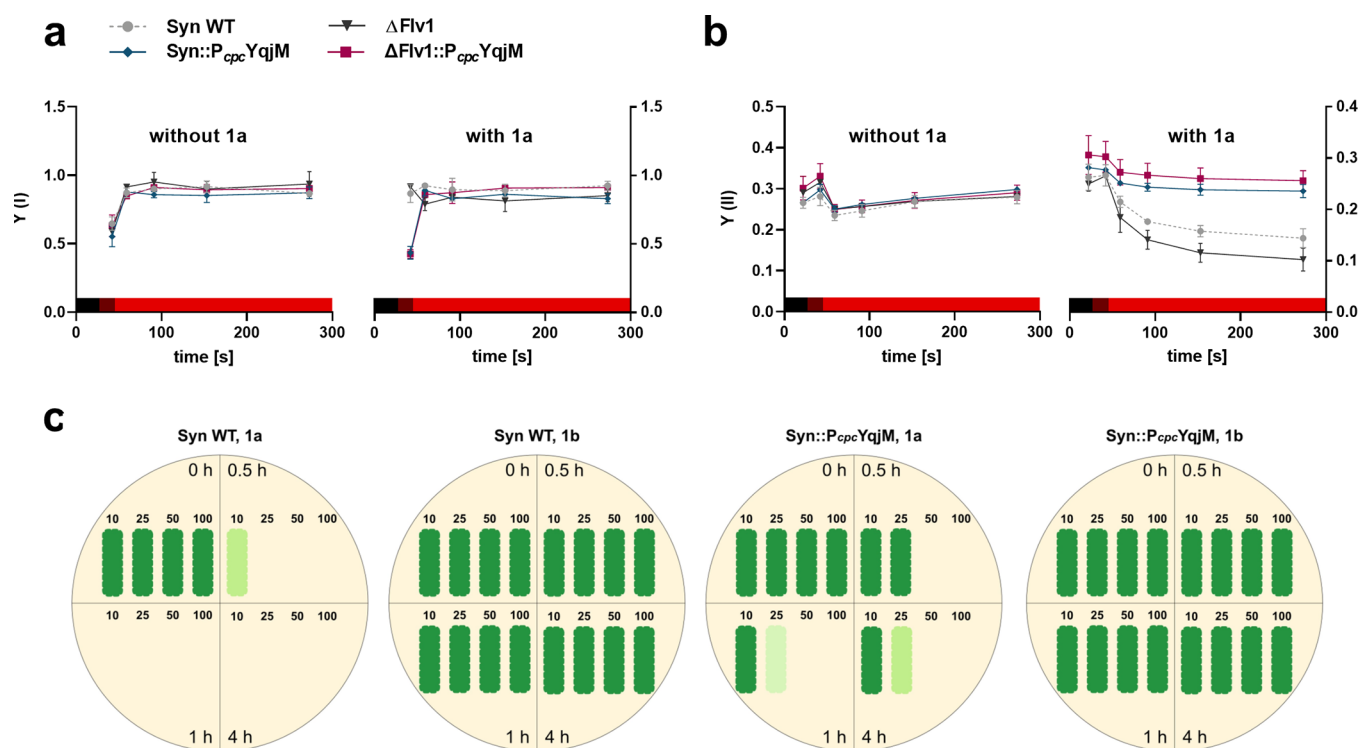 a
Syn WT
ΔFlv1
Syn::PcpcYqjM
ΔFlv1::PcpcYqjM
b
1.5
1.0
0.5
0.0
Y (I)
without 1a
with 1a
1.5
1.0
0.5
0.0
0 100 200 300
0 100 200 300
time [s]
time [s]
0.5
0.4
0.3
0.2
0.1
0.0
Y (II)
without 1a
with 1a
0.4
0.3
0.2
0.1
0.0
0 100 200 300
0 100 200 300
time [s]
time [s]
c
Syn WT, 1a
0 h 0.5 h
10 25 50 100 10 25 50 100
10 25 50 100 10 25 50 100
1 h 4 h
Syn WT, 1b
0 h 0.5 h
10 25 50 100 10 25 50 100
10 25 50 100 10 25 50 100
1 h 4 h
Syn::PcpcYqjM, 1a
0 h 0.5 h
10 25 50 100 10 25 50 100
10 25 50 100 10 25 50 100
1 h 4 h
Syn::PcpcYqjM, 1b
0 h 0.5 h
10 25 50 100 10 25 50 100
10 25 50 100 10 25 50 100
1 h 4 h